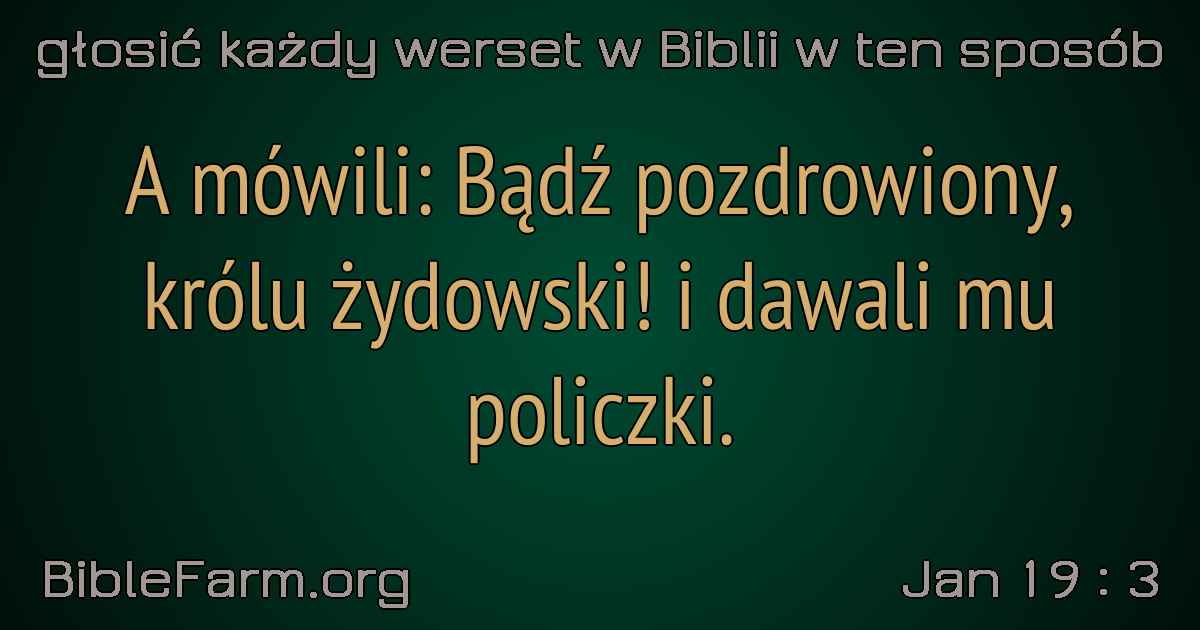 głosić każdy werset w Biblii w ten sposób
A mówili: Bądź pozdrowiony,
królu żydowski! i dawali mu
policzki.
BibleFarm.org
Jan 19 : 3